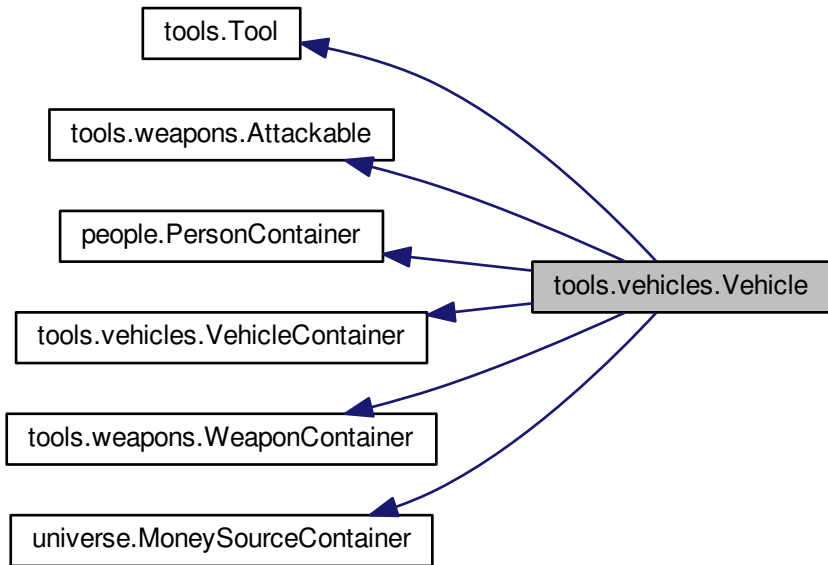 tools.Tool
tools.weapons.Attackable
people.PersonContainer
tools.vehicles.Vehicle
tools.vehicles.VehicleContainer
tools.weapons.WeaponContainer
universe.MoneySourceContainer